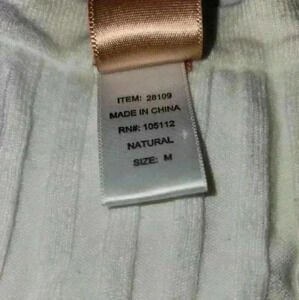 ITEM: 28109
MADE IN CHINA
RN#: 105112
NATURAL
SIZE: M